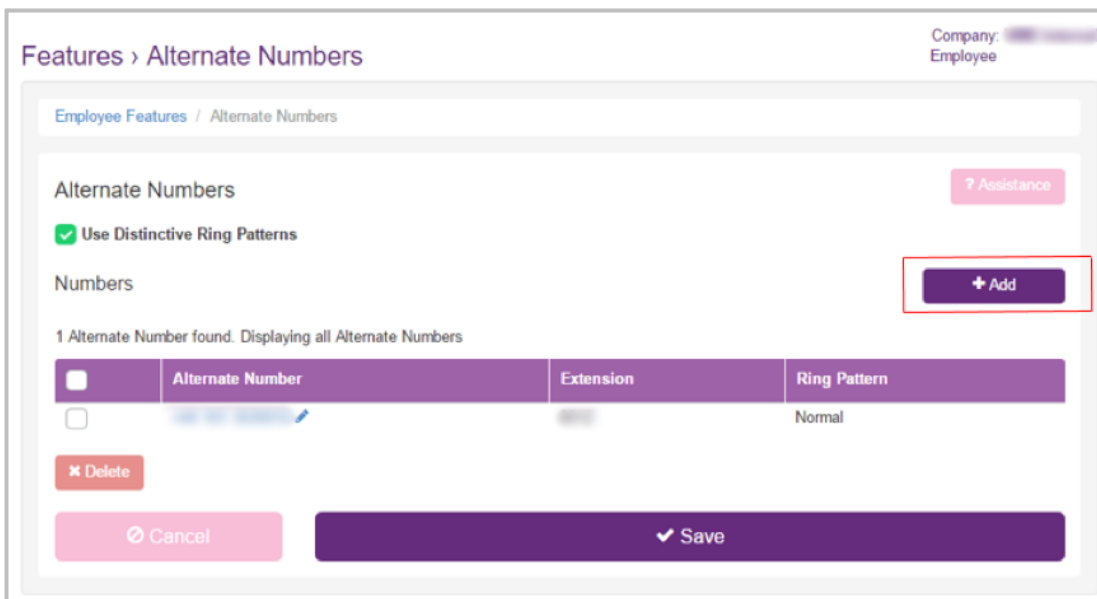 Company:
Features › Alternate Numbers
Employee
Employee Features / Alternate Numbers
Alternate Numbers
? Assistance
Use Distinctive Ring Patterns
Numbers
+ Add
1 Alternate Number found. Displaying all Alternate Numbers
Alternate Number Extension Ring Pattern
Normal
✖ Delete
Cancel
✔ Save